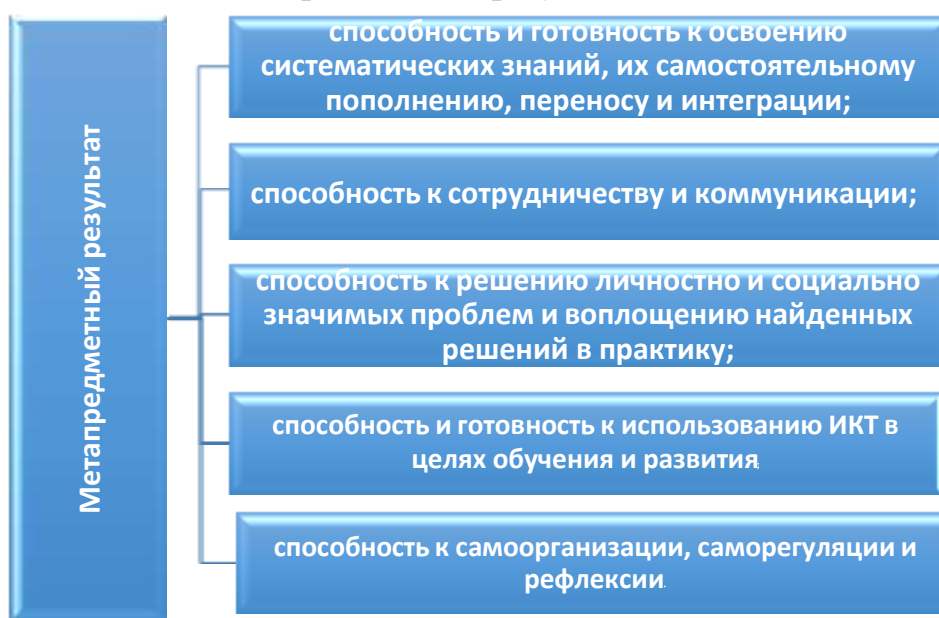 Метапредметный результат
способность и готовность к освоению
систематических знаний, их самостоятельному
пополнению, переносу и интеграции;
способность к сотрудничеству и коммуникации;
способность к решению личностно и социально
значимых проблем и воплощению найденных
решений в практику;
способность и готовность к использованию ИКТ в
целях обучения и развития;
способность к самоорганизации, саморегуляции и
рефлексии.